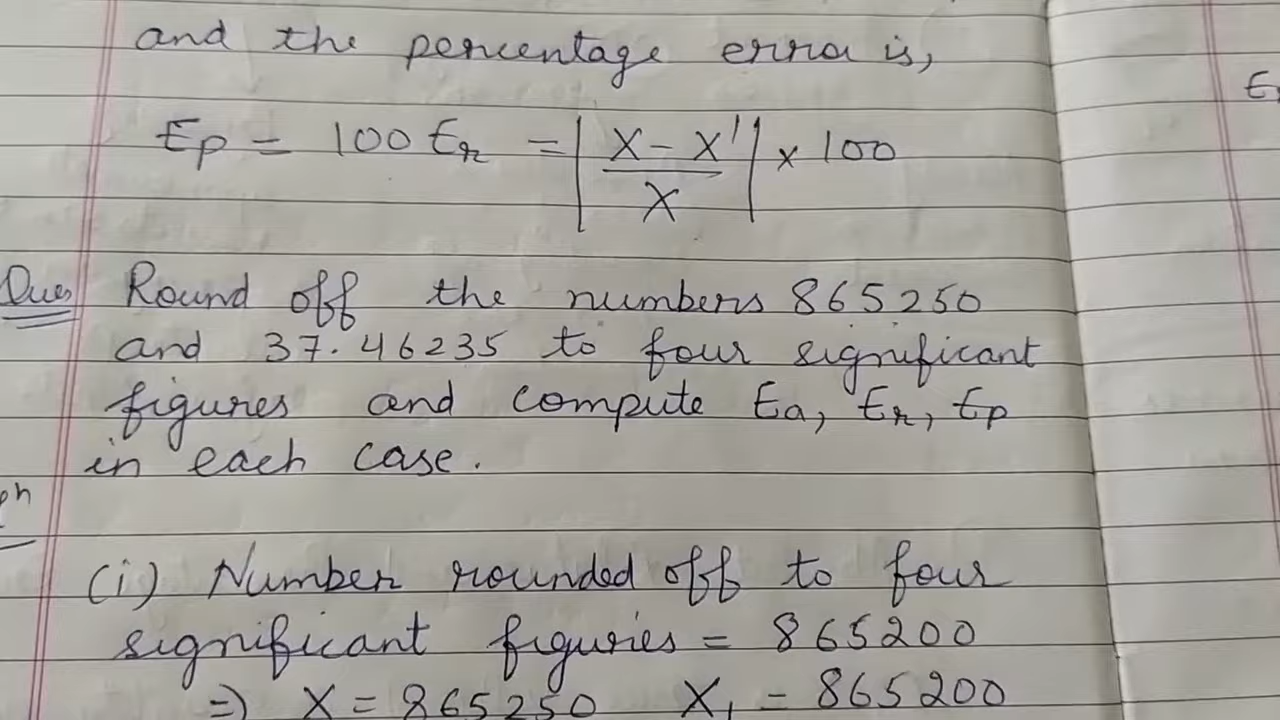 and the percentage error is,
Ep = 100 Er = |X - X' / X| × 100
Ques Round off the numbers 865250
and 37.46235 to four significant
figures and compute Ea, Er, Ep
in each case.
(i) Number rounded off to four
significant figuries = 865200
⇒ X = 865250 X1 = 865200